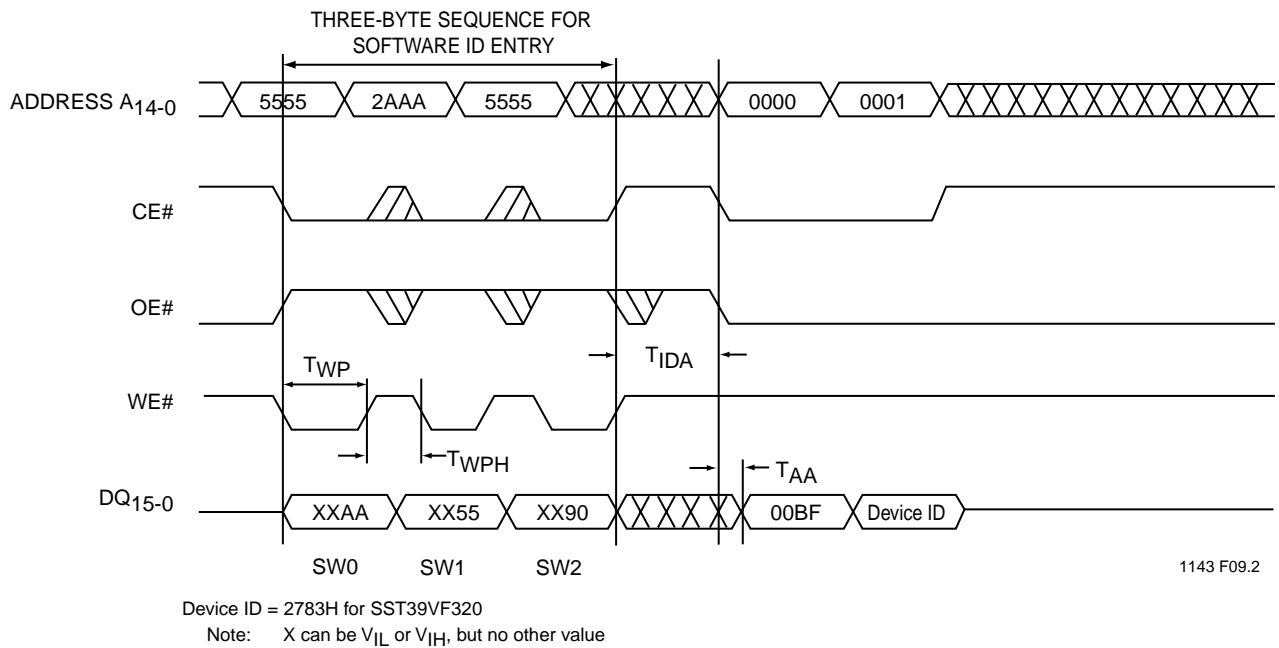 THREE-BYTE SEQUENCE FOR
SOFTWARE ID ENTRY
ADDRESS A14-0
5555 2AAA 5555 0000 0001
CE#
OE#
TWP
TIDA
WE#
TWPH
TAA
DQ15-0
XXAA XX55 XX90 00BF Device ID
SW0 SW1 SW2
1143 F09.2
Device ID = 2783H for SST39VF320
Note: X can be VIL or VIH, but no other value